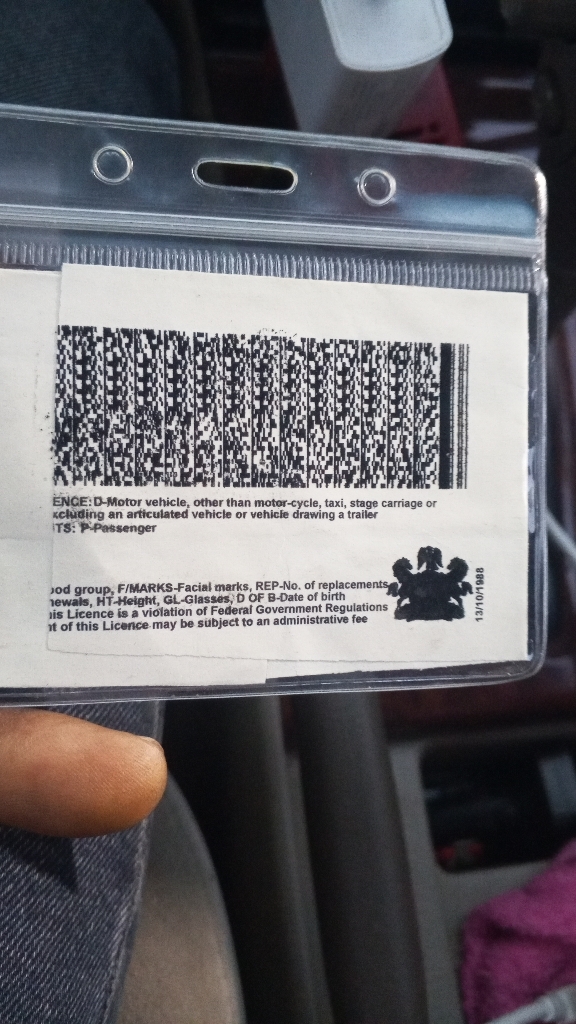 ENCE: D-Motor vehicle, other than motor-cycle, taxi, stage carriage or
xcluding an articulated vehicle or vehicle drawing a trailer
TS: P-Passenger
ood group, F/MARKS-Facial marks, REP-No. of replacements
newals, HT-Height, GL-Glasses, D OF B-Date of birth
is Licence is a violation of Federal Government Regulations
nt of this Licence may be subject to an administrative fee
13/10/1988